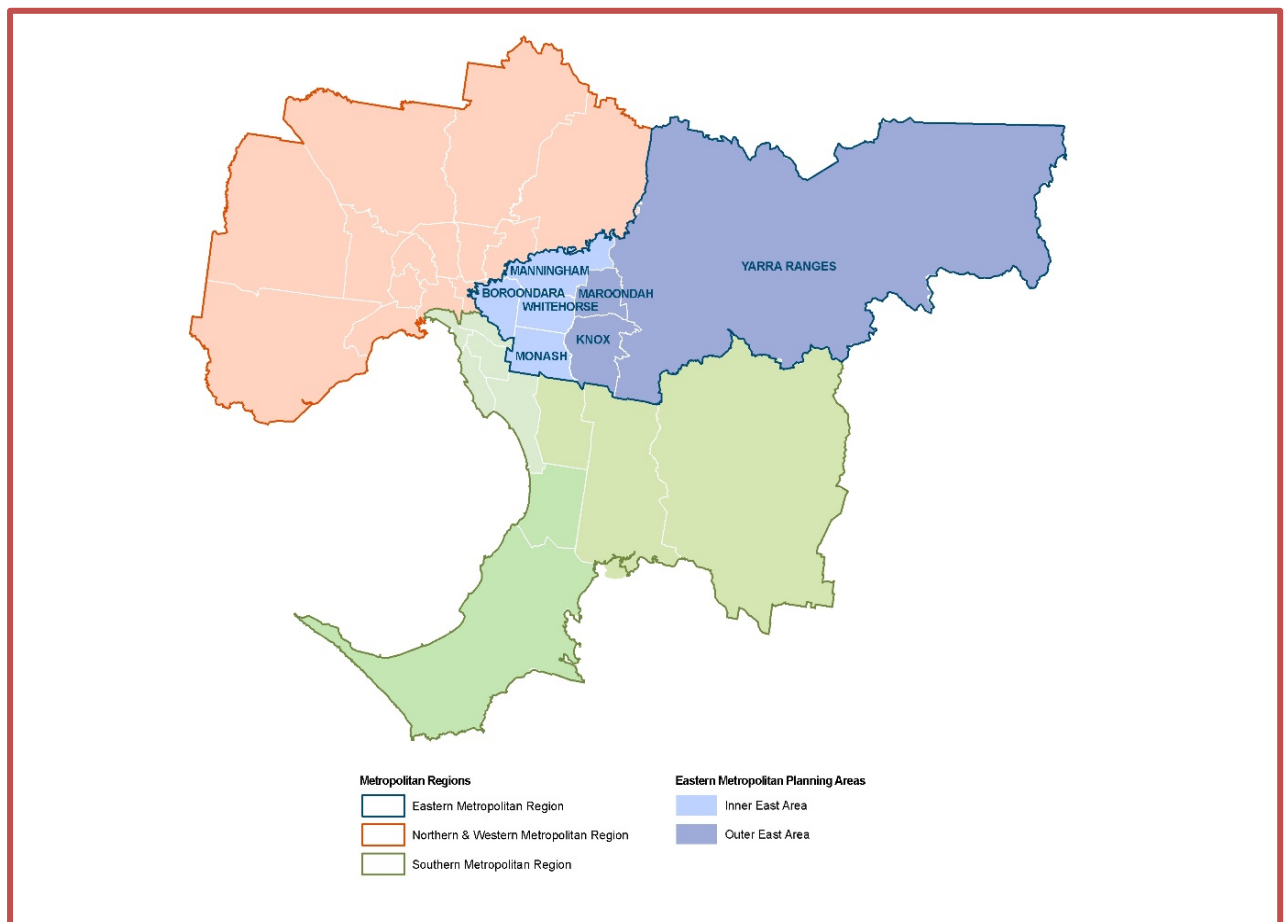 MANNINGHAM
YARRA RANGES
BOROONDARA
MAROONDAH
WHITEHORSE
KNOX
MONASH
Metropolitan Regions
Eastern Metropolitan Region
Northern & Western Metropolitan Region
Southern Metropolitan Region
Eastern Metropolitan Planning Areas
Inner East Area
Outer East Area